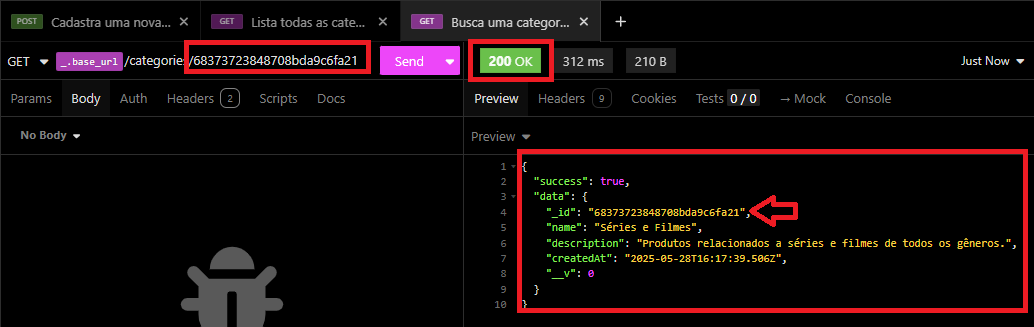 POST Cadastra uma nova...
GET Lista todas as cate...
GET Busca uma categor...
GET _.base_url /categories/68373723848708bda9c6fa21 Send
200 OK 312 ms 210 B Just Now
Params Body Auth Headers 2 Scripts Docs
Preview Headers 9 Cookies Tests 0 / 0 → Mock Console
No Body
Preview
1 {
2 "success": true,
3 "data": {
4 "_id": "68373723848708bda9c6fa21",
5 "name": "Séries e Filmes",
6 "description": "Produtos relacionados a séries e filmes de todos os gêneros.",
7 "createdAt": "2025-05-28T16:17:39.506Z",
8 "__v": 0
9 }
10 }